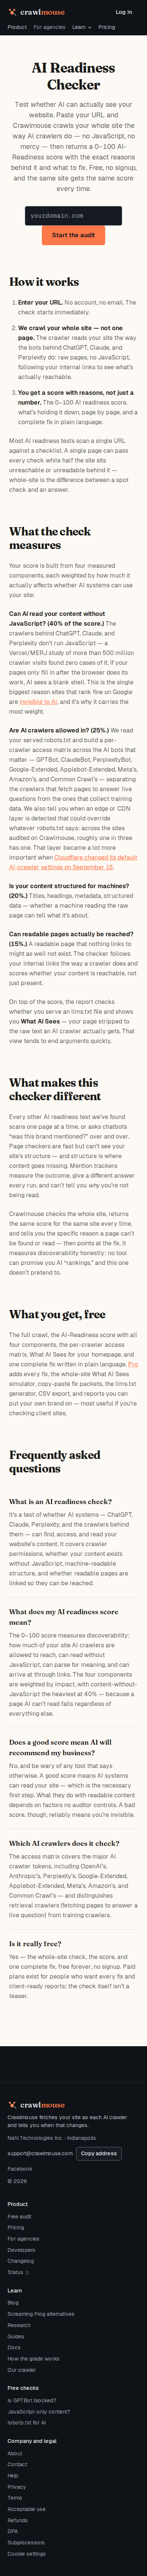 crawlmouse
Log in
Product For agencies Learn Pricing
AI Readiness
Checker
Test whether AI can actually see your
website. Paste your URL and
Crawlmouse crawls your whole site the way
AI crawlers do — no JavaScript, no
mercy — then returns a 0–100 AI-
Readiness score with the exact reasons
behind it and what to fix. Free, no signup,
and the same site gets the same score
every time.
yourdomain.com
Start the audit
How it works
1. Enter your URL. No account, no email. The
check starts immediately.
2. We crawl your whole site — not one
page. The crawler reads your site the way
the bots behind ChatGPT, Claude, and
Perplexity do: raw pages, no JavaScript,
following your internal links to see what's
actually reachable.
3. You get a score with reasons, not just a
number. The 0–100 AI readiness score,
what's holding it down, page by page, and a
complete fix plan in plain language.
Most AI readiness tests scan a single URL
against a checklist. A single page can pass
every check while half the site sits
unreachable or unreadable behind it —
whole-site is the difference between a spot
check and an answer.
What the check
measures
Your score is built from four measured
components, each weighted by how much it
actually affects whether AI systems can use
your site:
Can AI read your content without
JavaScript? (40% of the score.) The
crawlers behind ChatGPT, Claude, and
Perplexity don't run JavaScript — a
Vercel/MERJ study of more than 500 million
crawler visits found zero cases of it. If your
pages only fill in after the browser does its
work, AI sees a blank shell. This is the single
biggest reason sites that rank fine on Google
are invisible to AI, and it's why it carries the
most weight.
Are AI crawlers allowed in? (25%.) We read
your served robots.txt and build a per-
crawler access matrix across the AI bots that
matter — GPTBot, ClaudeBot, PerplexityBot,
Google-Extended, Applebot-Extended, Meta's,
Amazon's, and Common Crawl's — separating
training crawlers from the retrieval crawlers
that fetch your pages to answer live
questions. We also tell you when an edge or CDN
layer is involved, because it can override
whatever robots.txt says: across the sites
audited on Crawlmouse, roughly one in three
has one. That layer became a lot more
important when Cloudflare changed its default
AI-crawler settings on September 15.
Is your content structured for machines?
(20%.) Titles, headings, metadata, structured
data — whether a machine reading the raw
page can tell what it's about.
Can readable pages actually be reached?
(15%.) A readable page that nothing links to
might as well not exist. The checker follows
your internal links the way a crawler does and
scores whether your content is reachable, not
just present.
On top of the score, the report checks
whether you serve an llms.txt file and shows
you What AI Sees — your page stripped to
the raw text an AI crawler actually gets. That
view tends to end arguments quickly.
What makes this
checker different
Every other AI readiness test we've found
scans one page at a time, or asks chatbots
"was this brand mentioned?" over and over.
Page checkers are fast but can't see your
site's structure — and structure is where
content goes missing. Mention trackers
measure the outcome, give a different answer
every run, and can't tell you why you're not
being read.
Crawlmouse checks the whole site, returns
the same score for the same site every time,
and tells you the specific reason a page can't
be found or read — then points at the fix. It
measures discoverability honestly: no tool
can promise you AI "rankings," and this one
doesn't pretend to.
What you get, free
The full crawl, the AI-Readiness score with all
four components, the per-crawler access
matrix, What AI Sees for your homepage, and
the complete fix written in plain language. Pro
adds every fix, the whole-site What AI Sees
simulator, copy-paste fix packets, the llms.txt
generator, CSV export, and reports you can
put your own brand on — most useful if you're
checking client sites.
Frequently asked
questions
What is an AI readiness check?
It's a test of whether AI systems — ChatGPT,
Claude, Perplexity, and the crawlers behind
them — can find, access, and read your
website's content. It covers crawler
permissions, whether your content exists
without JavaScript, machine-readable
structure, and whether readable pages are
linked so they can be reached.
What does my AI readiness score
mean?
The 0–100 score measures discoverability:
how much of your site AI crawlers are
allowed to reach, can read without
JavaScript, can parse for meaning, and can
arrive at through links. The four components
are weighted by impact, with content-without-
JavaScript the heaviest at 40% — because a
page AI can't read fails regardless of
everything else.
Does a good score mean AI will
recommend my business?
No, and be wary of any tool that says
otherwise. A good score means AI systems
can read your site — which is the necessary
first step. What they do with readable content
depends on factors no auditor controls. A bad
score, though, reliably means you're invisible.
Which AI crawlers does it check?
The access matrix covers the major AI
crawler tokens, including OpenAI's,
Anthropic's, Perplexity's, Google-Extended,
Applebot-Extended, Meta's, Amazon's, and
Common Crawl's — and distinguishes
retrieval crawlers (fetching pages to answer a
live question) from training crawlers.
Is it really free?
Yes — the whole-site check, the score, and
one complete fix, free forever, no signup. Paid
plans exist for people who want every fix and
client-ready reports; the check itself isn't a
teaser.
crawlmouse
Crawlmouse fetches your site as each AI crawler
and tells you when that changes.
Nahl Technologies Inc. · Indianapolis
support@crawlmouse.com Copy address
Facebook
© 2026
Product
Free audit
Pricing
For agencies
Developers
Changelog
Status
Learn
Blog
Screaming Frog alternatives
Research
Guides
Docs
How the grade works
Our crawler
Free checks
Is GPTBot blocked?
JavaScript-only content?
robots.txt for AI
Company and legal
About
Contact
Help
Privacy
Terms
Acceptable use
Refunds
DPA
Subprocessors
Cookie settings